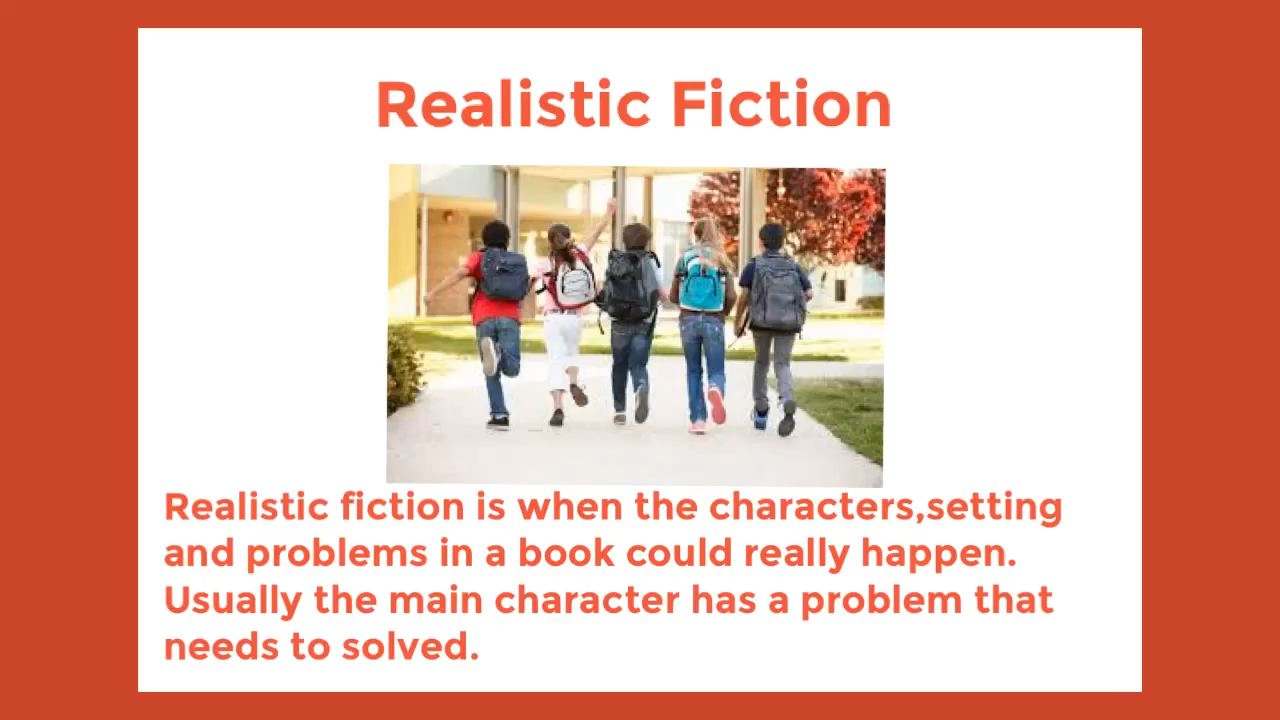 Realistic Fiction
Realistic fiction is when the characters,setting
and problems in a book could really happen.
Usually the main character has a problem that
needs to solved.